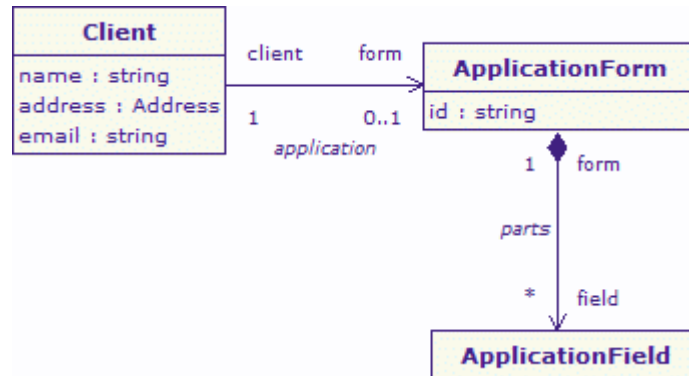 Client
name : string
address : Address
email : string
client form
1 0..1
application
ApplicationForm
id : string
1 form
parts
* field
ApplicationField